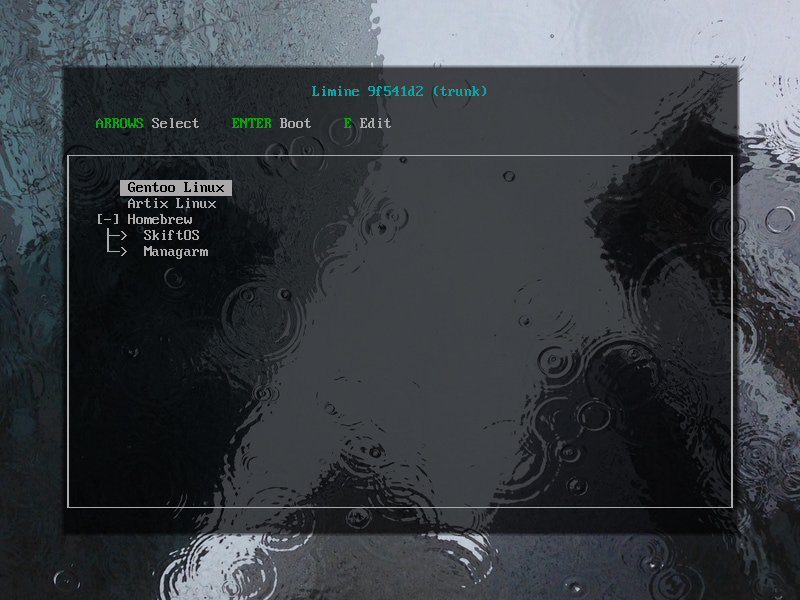 Limine 9f541d2 (trunk)
ARROWS Select ENTER Boot E Edit
Gentoo Linux
Artix Linux
[-] Homebrew
├─> SkiftOS
└─> Managarm